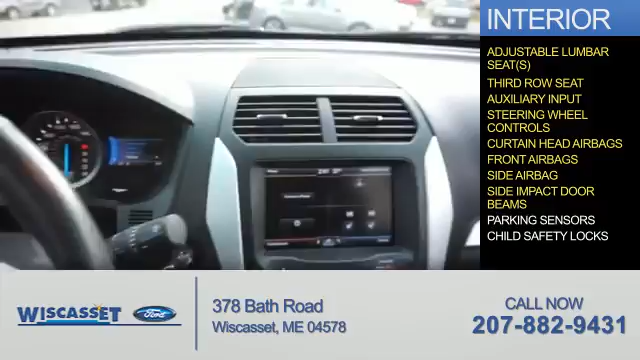 INTERIOR
ADJUSTABLE LUMBAR
SEAT(S)
THIRD ROW SEAT
AUXILIARY INPUT
STEERING WHEEL
CONTROLS
CURTAIN HEAD AIRBAGS
FRONT AIRBAGS
SIDE AIRBAG
SIDE IMPACT DOOR
BEAMS
PARKING SENSORS
CHILD SAFETY LOCKS
WISCASSET
Ford
378 Bath Road
Wiscasset, ME 04578
CALL NOW
207-882-9431